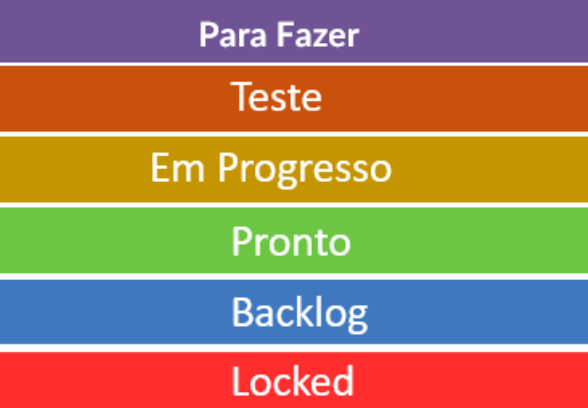 Para Fazer
Teste
Em Progresso
Pronto
Backlog
Locked